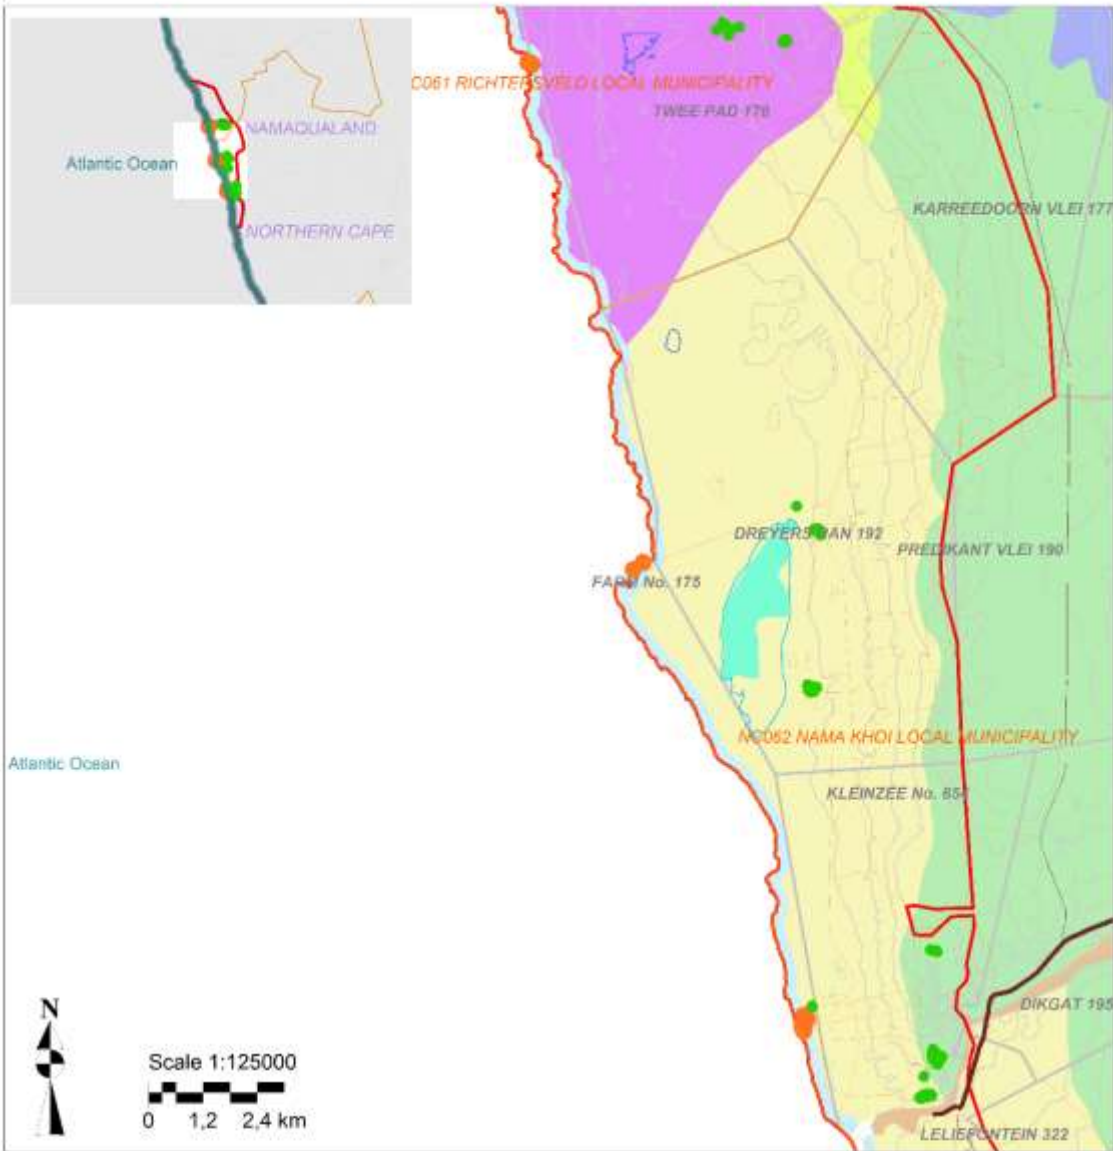 C061 RICHTERSVELD LOCAL MUNICIPALITY
TWEE PAD 176
NAMAQUALAND
Atlantic Ocean
NORTHERN CAPE
KARREEDOORN VLEI 177
DREYERS PAN 192
PREDIKANT VLEI 190
FARM No. 175
NC062 NAMA KHOI LOCAL MUNICIPALITY
Atlantic Ocean
KLEINZEE No. 654
N
DIKGAT 195
Scale 1:125000
0 1,2 2,4 km
LELIEFONTEIN 322